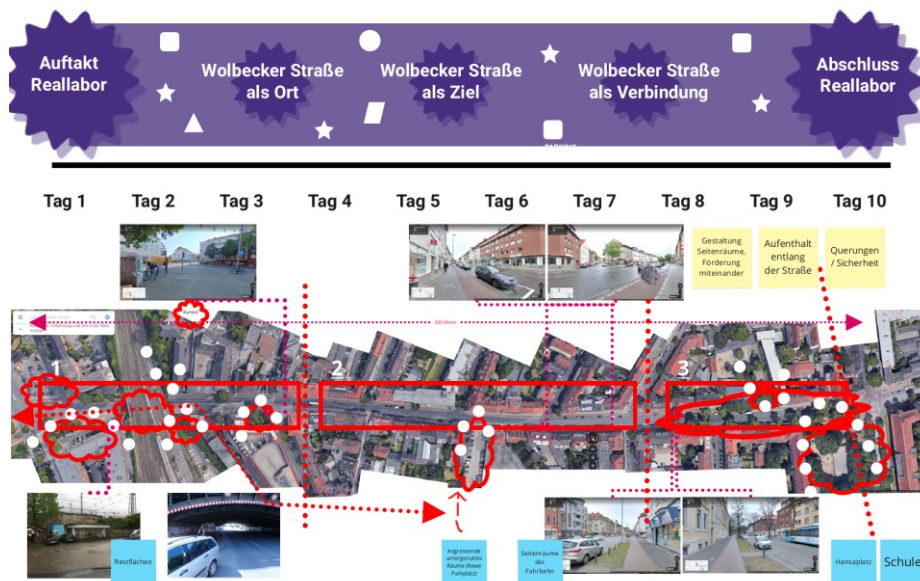 Auftakt
Reallabor
Wolbecker Straße
als Ort
Wolbecker Straße
als Ziel
Wolbecker Straße
als Verbindung
Abschluss
Reallabor
PARKING
Tag 1
Tag 2
Tag 3
Tag 4
Tag 5
Tag 6
Tag 7
Tag 8
Tag 9
Tag 10
Gestaltung
Seitenräume,
Förderung
miteinander
Aufenthalt
entlang
der Straße
Querungen
/ Sicherheit
Bunker
1
2
3
Restflächen
Angrenzende
untergenutzte
Räume (Rewe
Parkplatz)
Seitenräume
der
Fahrbahn
Hansaplatz
Schule